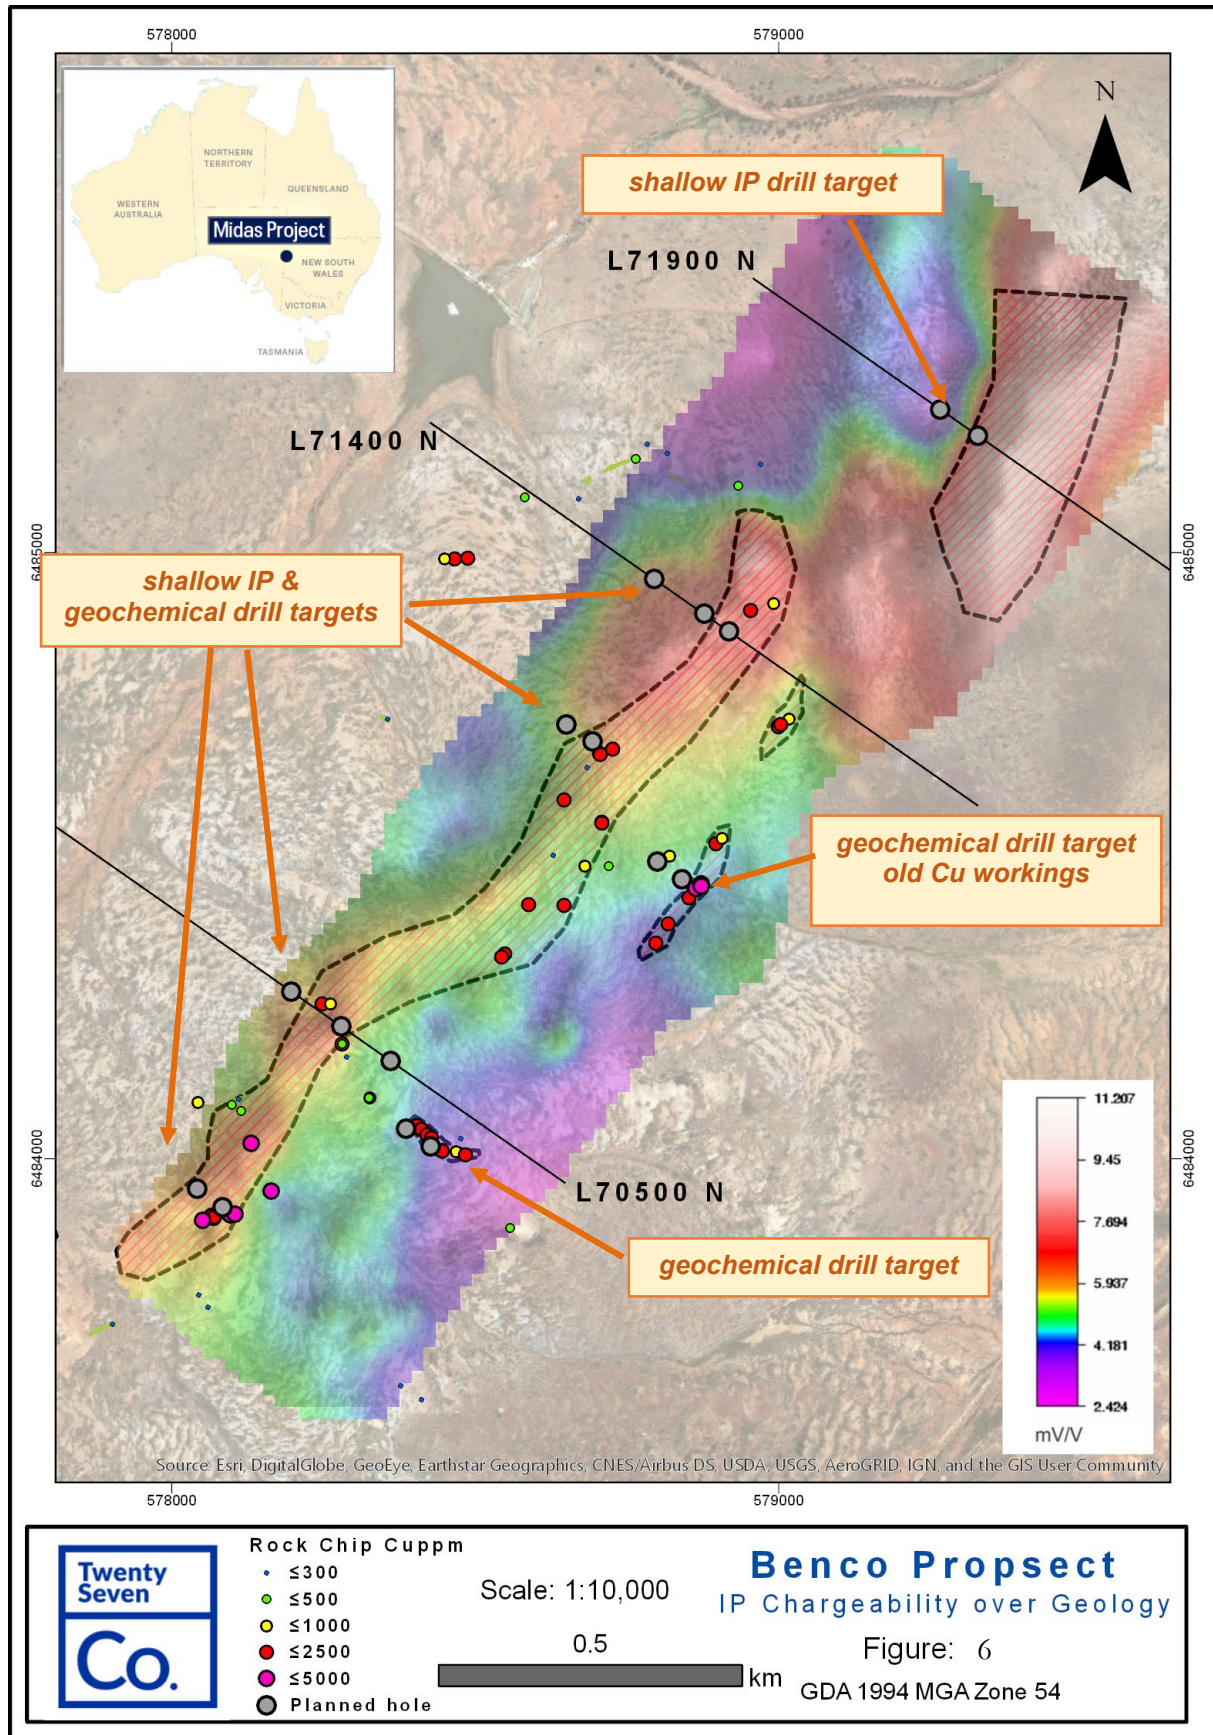 578000
579000
NORTHERN
TERRITORY
QUEENSLAND
WESTERN
AUSTRALIA
Midas Project
NEW SOUTH
WALES
VICTORIA
TASMANIA
N
shallow IP drill target
L71900 N
L71400 N
6485000
6485000
shallow IP &
geochemical drill targets
geochemical drill target
old Cu workings
6484000
6484000
L70500 N
geochemical drill target
11.207
9.45
7.694
5.937
4.181
2.424
mV/V
Source: Esri, DigitalGlobe, GeoEye, Earthstar Geographics, CNES/Airbus DS, USDA, USGS, AeroGRID, IGN, and the GIS User Community
578000
579000
Twenty
Seven
Co.
Rock Chip Cuppm
≤300
≤500
≤1000
≤2500
≤5000
Planned hole
Scale: 1:10,000
0.5
km
Benco Propsect
IP Chargeability over Geology
Figure: 6
GDA 1994 MGA Zone 54